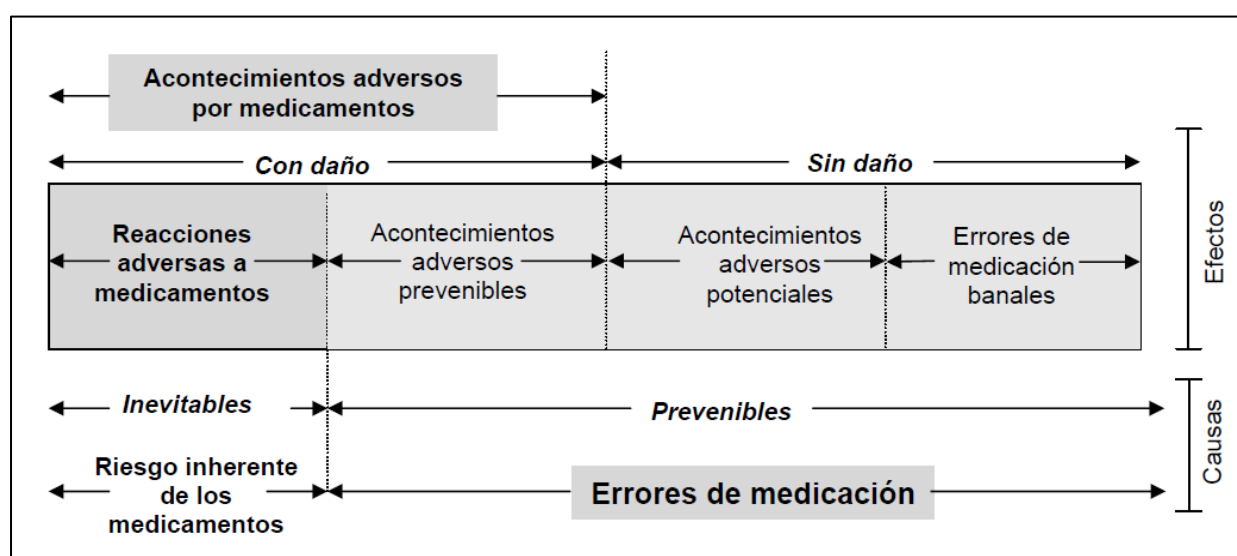 Acontecimientos adversos
por medicamentos
Con daño
Sin daño
Reacciones
adversas a
medicamentos
Acontecimientos
adversos
prevenibles
Acontecimientos
adversos
potenciales
Errores de
medicación
banales
Efectos
Inevitables
Prevenibles
Riesgo inherente
de los
medicamentos
Errores de medicación
Causas